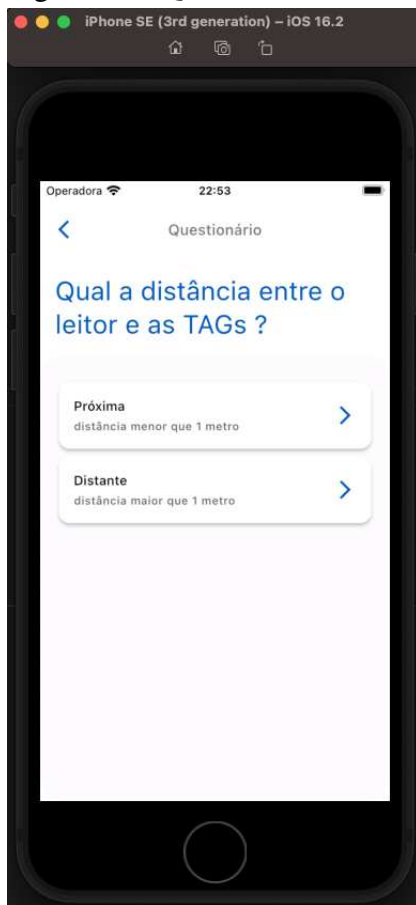 iPhone SE (3rd generation) – iOS 16.2
Operadora 22:53
Questionário
Qual a distância entre o
leitor e as TAGs ?
Próxima
distância menor que 1 metro
Distante
distância maior que 1 metro